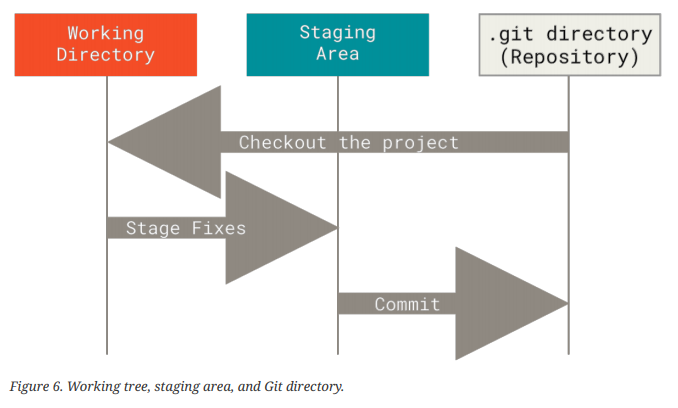 Working
Directory
Staging
Area
.git directory
(Repository)
Checkout the project
Stage Fixes
Commit
Figure 6. Working tree, staging area, and Git directory.